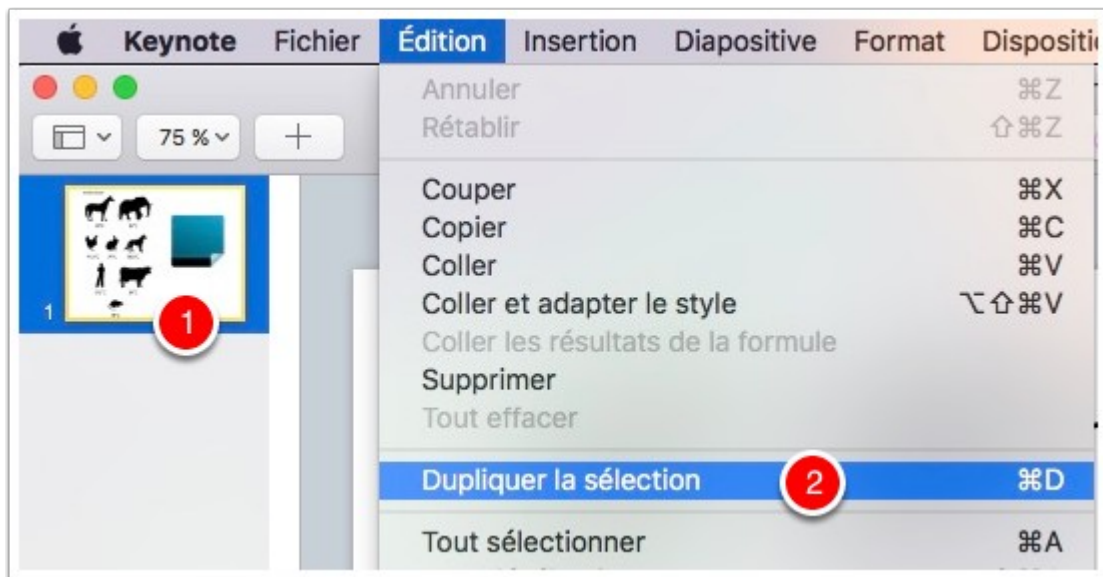 Keynote Fichier Édition Insertion Diapositive Format Dispositi
75 %
Annuler ⌘Z
Rétablir ⇧⌘Z
Couper ⌘X
Copier ⌘C
Coller ⌘V
Coller et adapter le style ⌥⇧⌘V
Coller les résultats de la formule
Supprimer
Tout effacer
1
1
Dupliquer la sélection 2 ⌘D
Tout sélectionner ⌘A